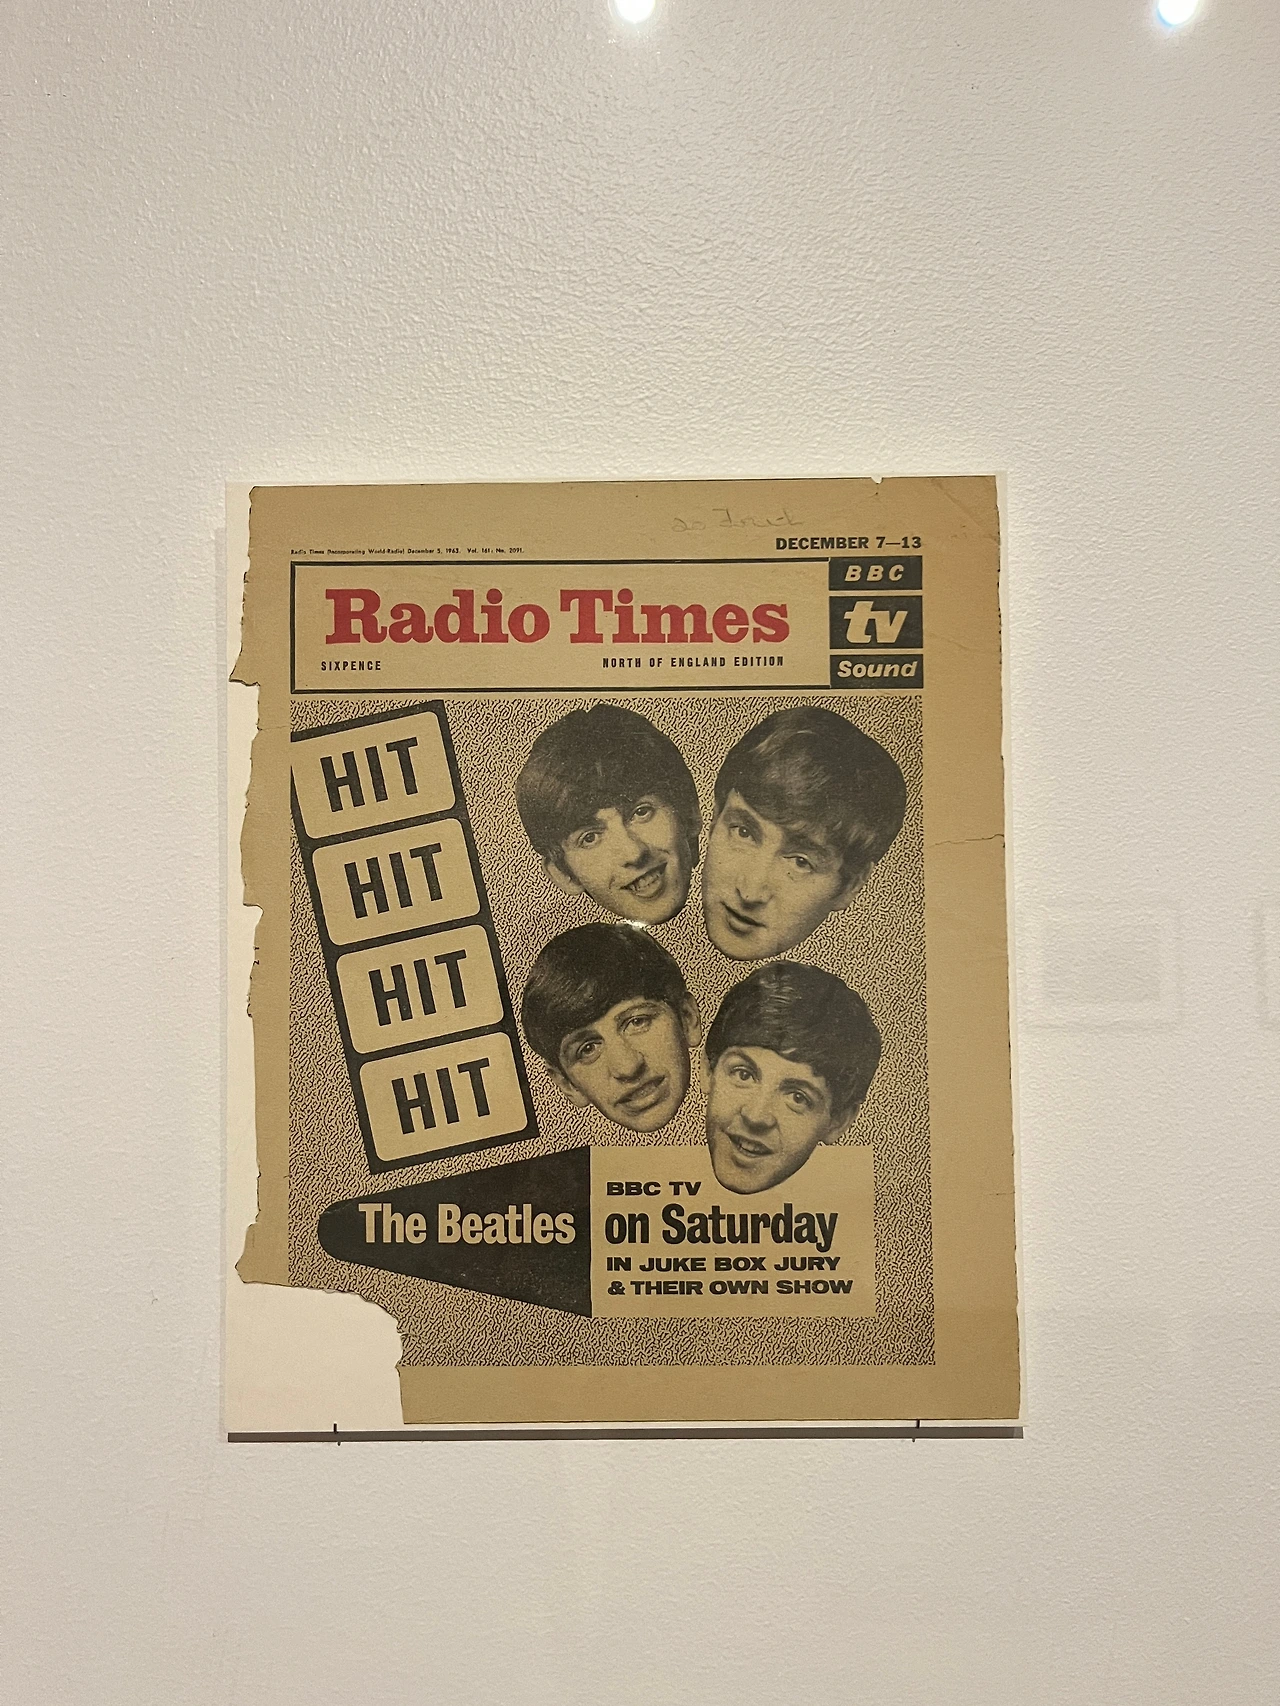 DECEMBER 7—13
Radio Times (Incorporating World-Radio) December 5, 1963. Vol. 161: No. 2091.
BBC
tv
Sound
Radio Times
SIXPENCE
NORTH OF ENGLAND EDITION
HIT
HIT
HIT
HIT
The Beatles
BBC TV
on Saturday
IN JUKE BOX JURY
& THEIR OWN SHOW